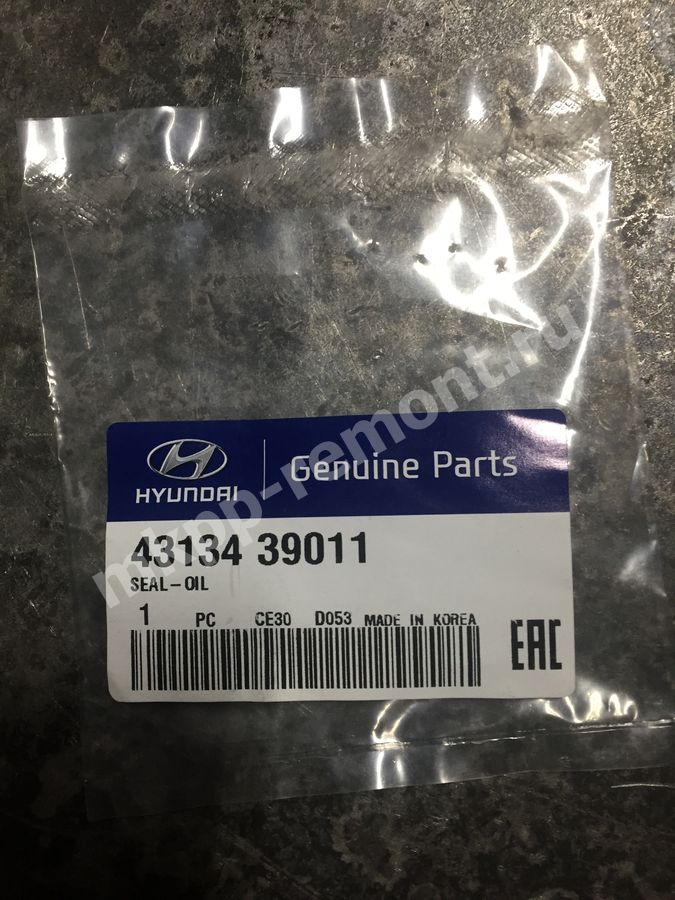 HYUNDAI
Genuine Parts
43134 39011
SEAL-OIL
1 PC CE30 D053 MADE IN KOREA
EAC
mkpp-remont.ru